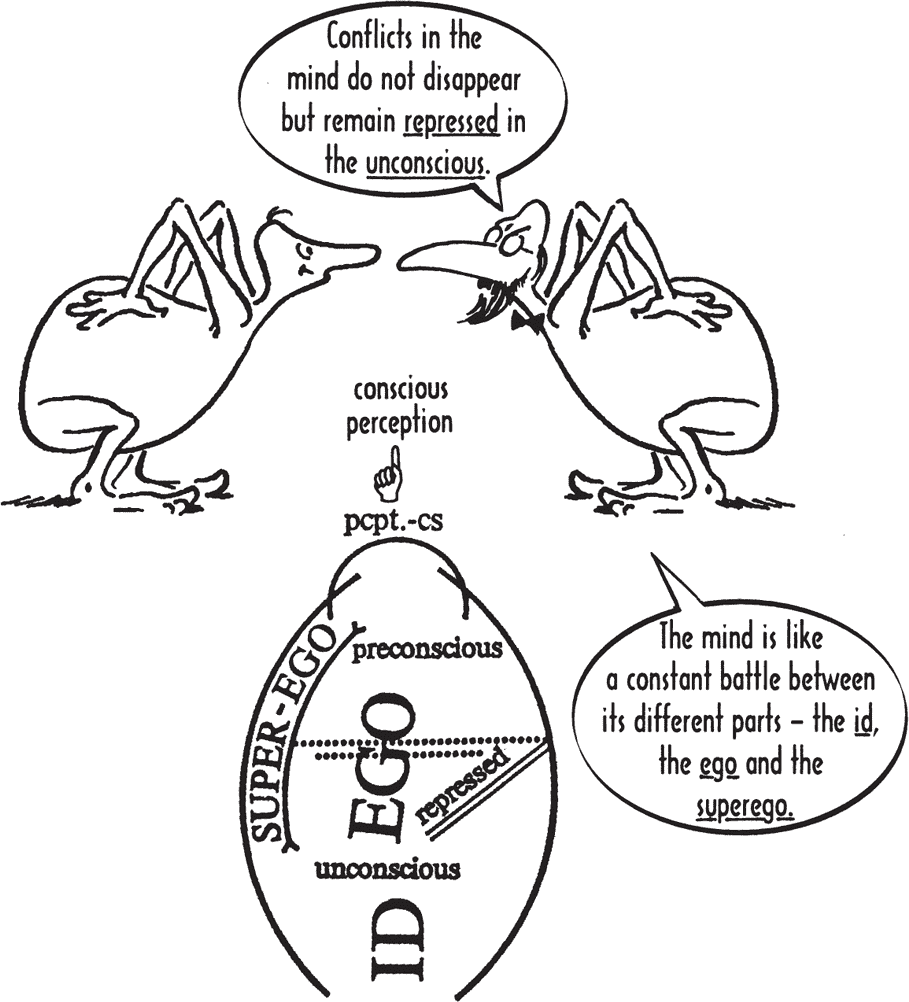 Conflicts in the
mind do not disappear
but remain repressed in
the unconscious.
conscious
perception
pcpt.-cs
preconscious
SUPER-EGO
EGO
repressed
unconscious
ID
The mind is like
a constant battle between
its different parts – the id,
the ego and the
superego.